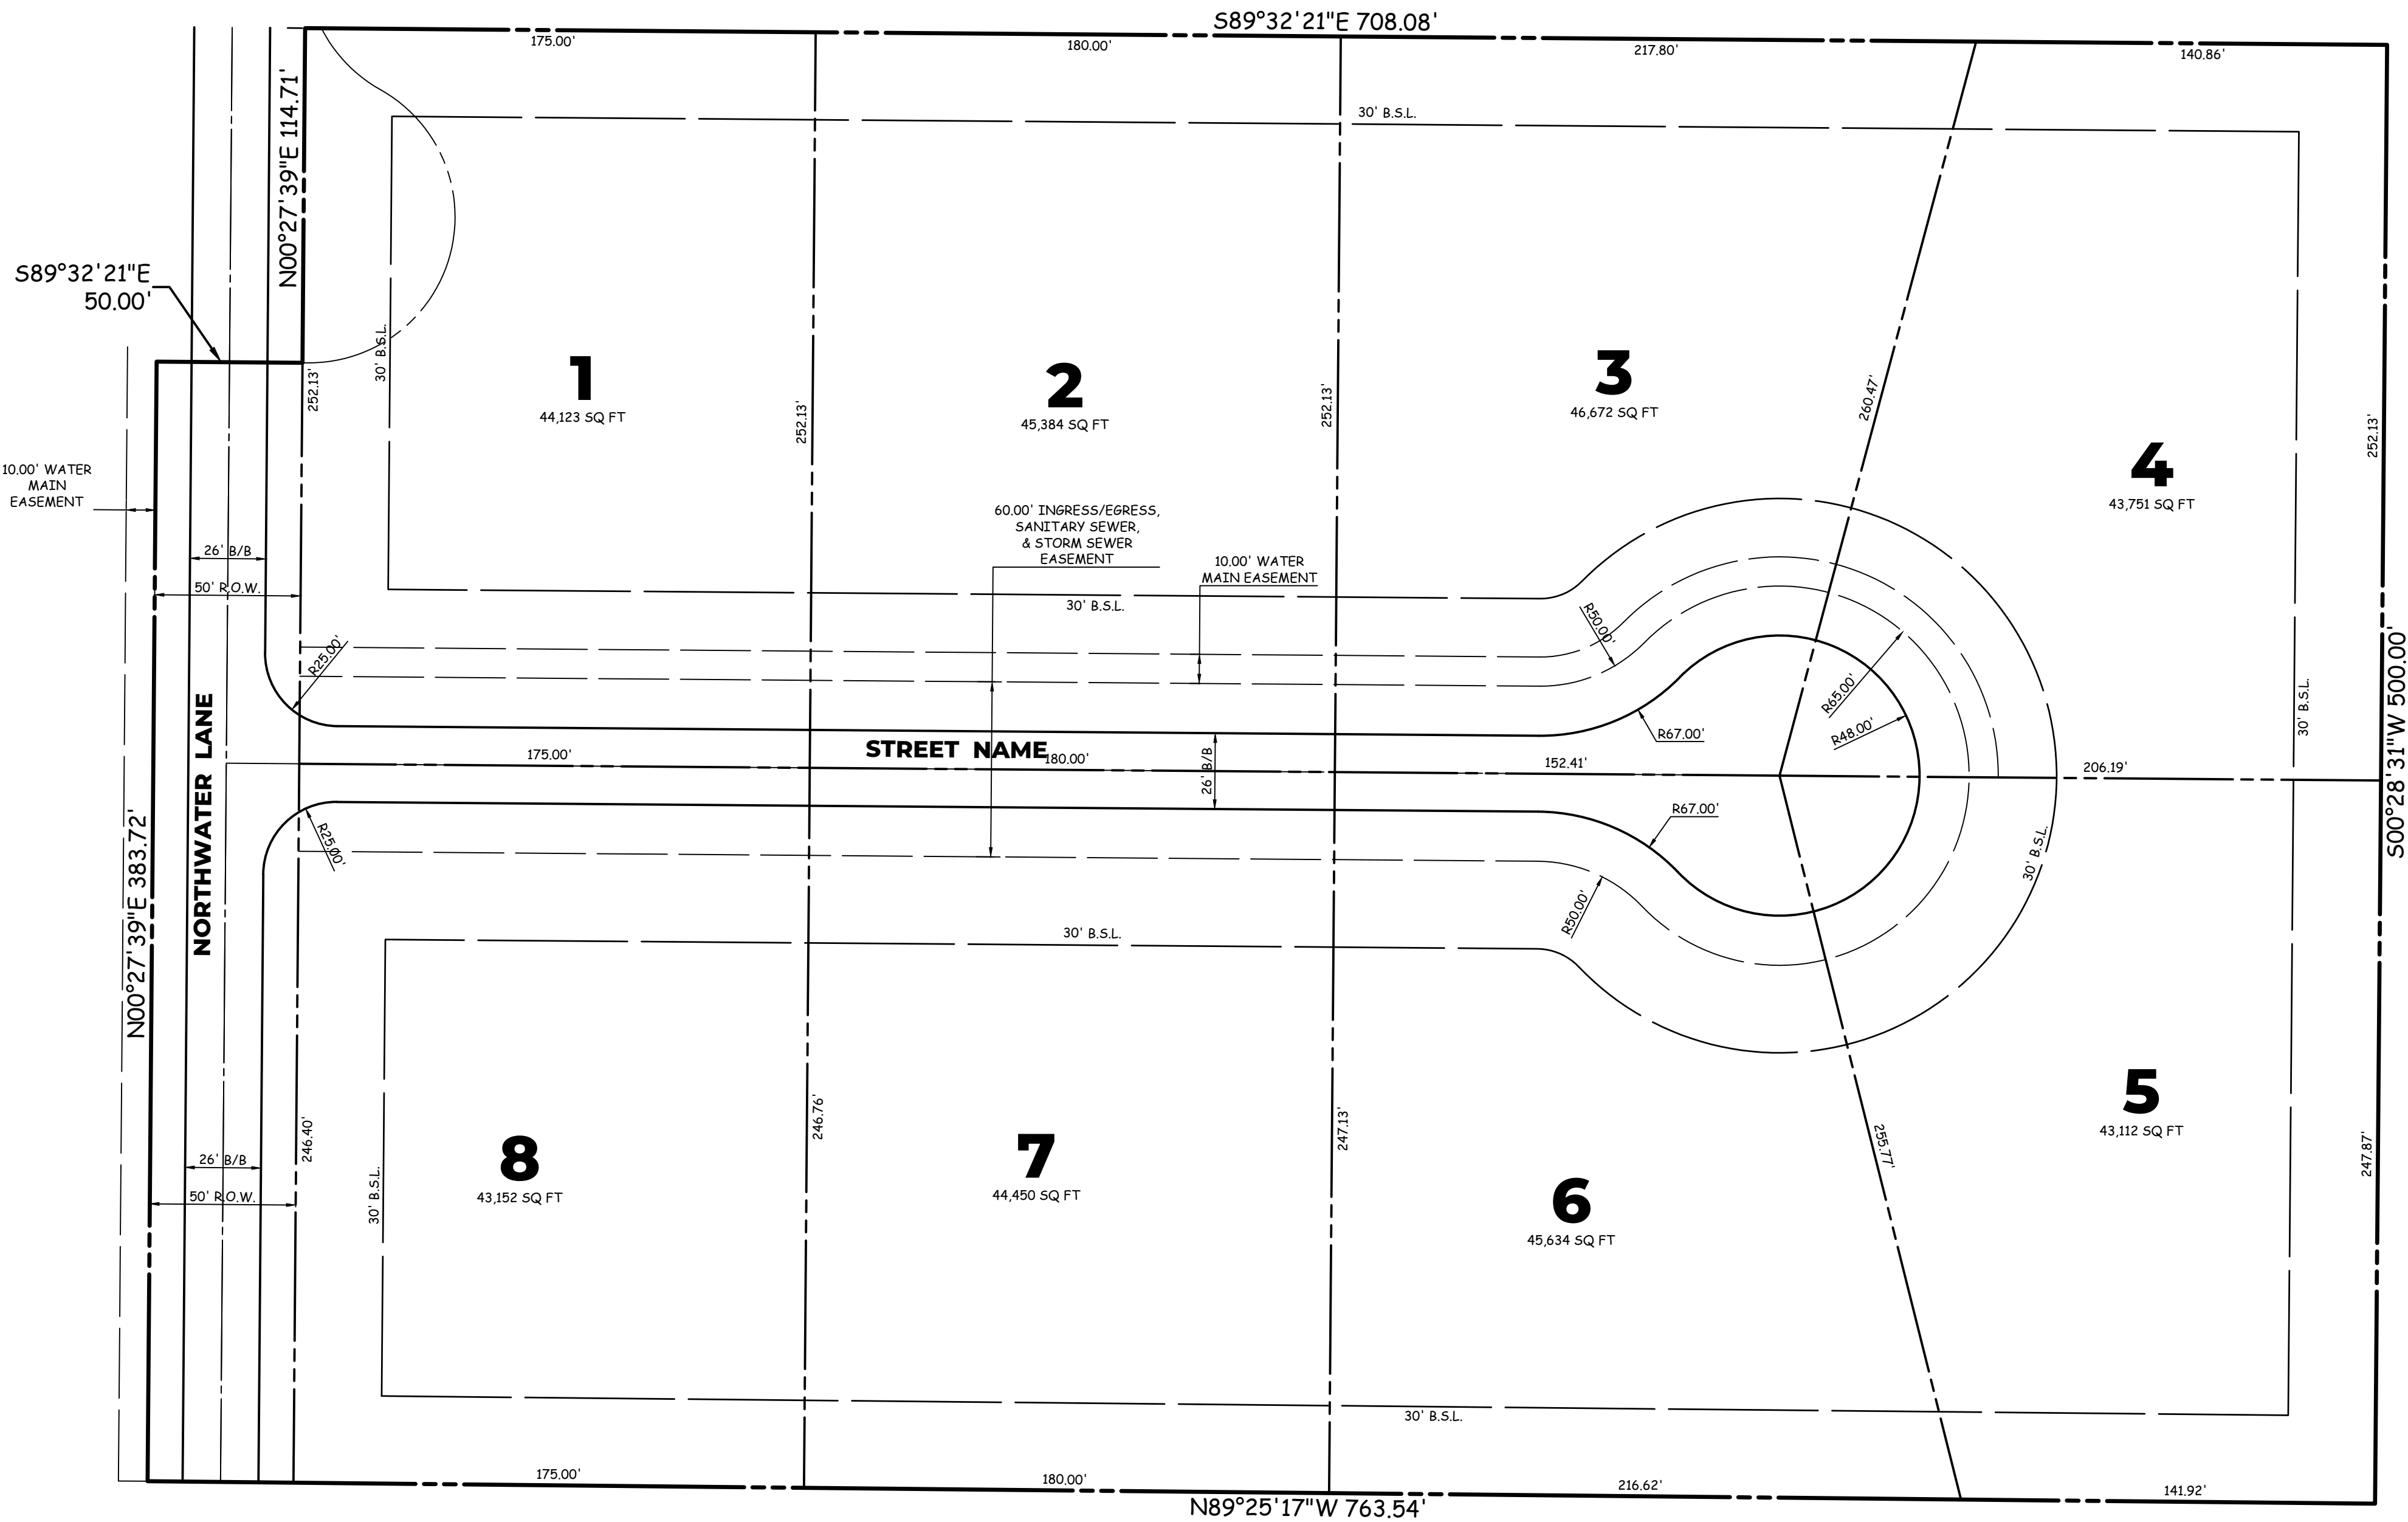 S89°32'21"E 708.08'
175.00'
180.00'
217.80'
140.86'
N00°27'39"E 114.71'
30' B.S.L.
S89°32'21"E
50.00'
30' B.S.L.
252.13'
1
44,123 SQ FT
252.13'
2
45,384 SQ FT
252.13'
3
46,672 SQ FT
260.47'
4
43,751 SQ FT
252.13'
10.00' WATER
MAIN
EASEMENT
26' B/B
50' R.O.W.
60.00' INGRESS/EGRESS,
SANITARY SEWER,
& STORM SEWER
EASEMENT
10.00' WATER
MAIN EASEMENT
30' B.S.L.
R25.00'
R50.00'
R65.00'
R48.00'
R67.00'
30' B.S.L.
S00°28'31"W 500.00'
NORTHWATER LANE
STREET NAME
175.00'
180.00'
26' B/B
152.41'
206.19'
R67.00'
R25.00'
R50.00'
30' B.S.L.
30' B.S.L.
N00°27'39"E 383.72'
26' B/B
50' R.O.W.
246.40'
30' B.S.L.
8
43,152 SQ FT
246.76'
7
44,450 SQ FT
247.13'
6
45,634 SQ FT
255.77'
5
43,112 SQ FT
247.87'
30' B.S.L.
175.00'
180.00'
216.62'
141.92'
N89°25'17"W 763.54'